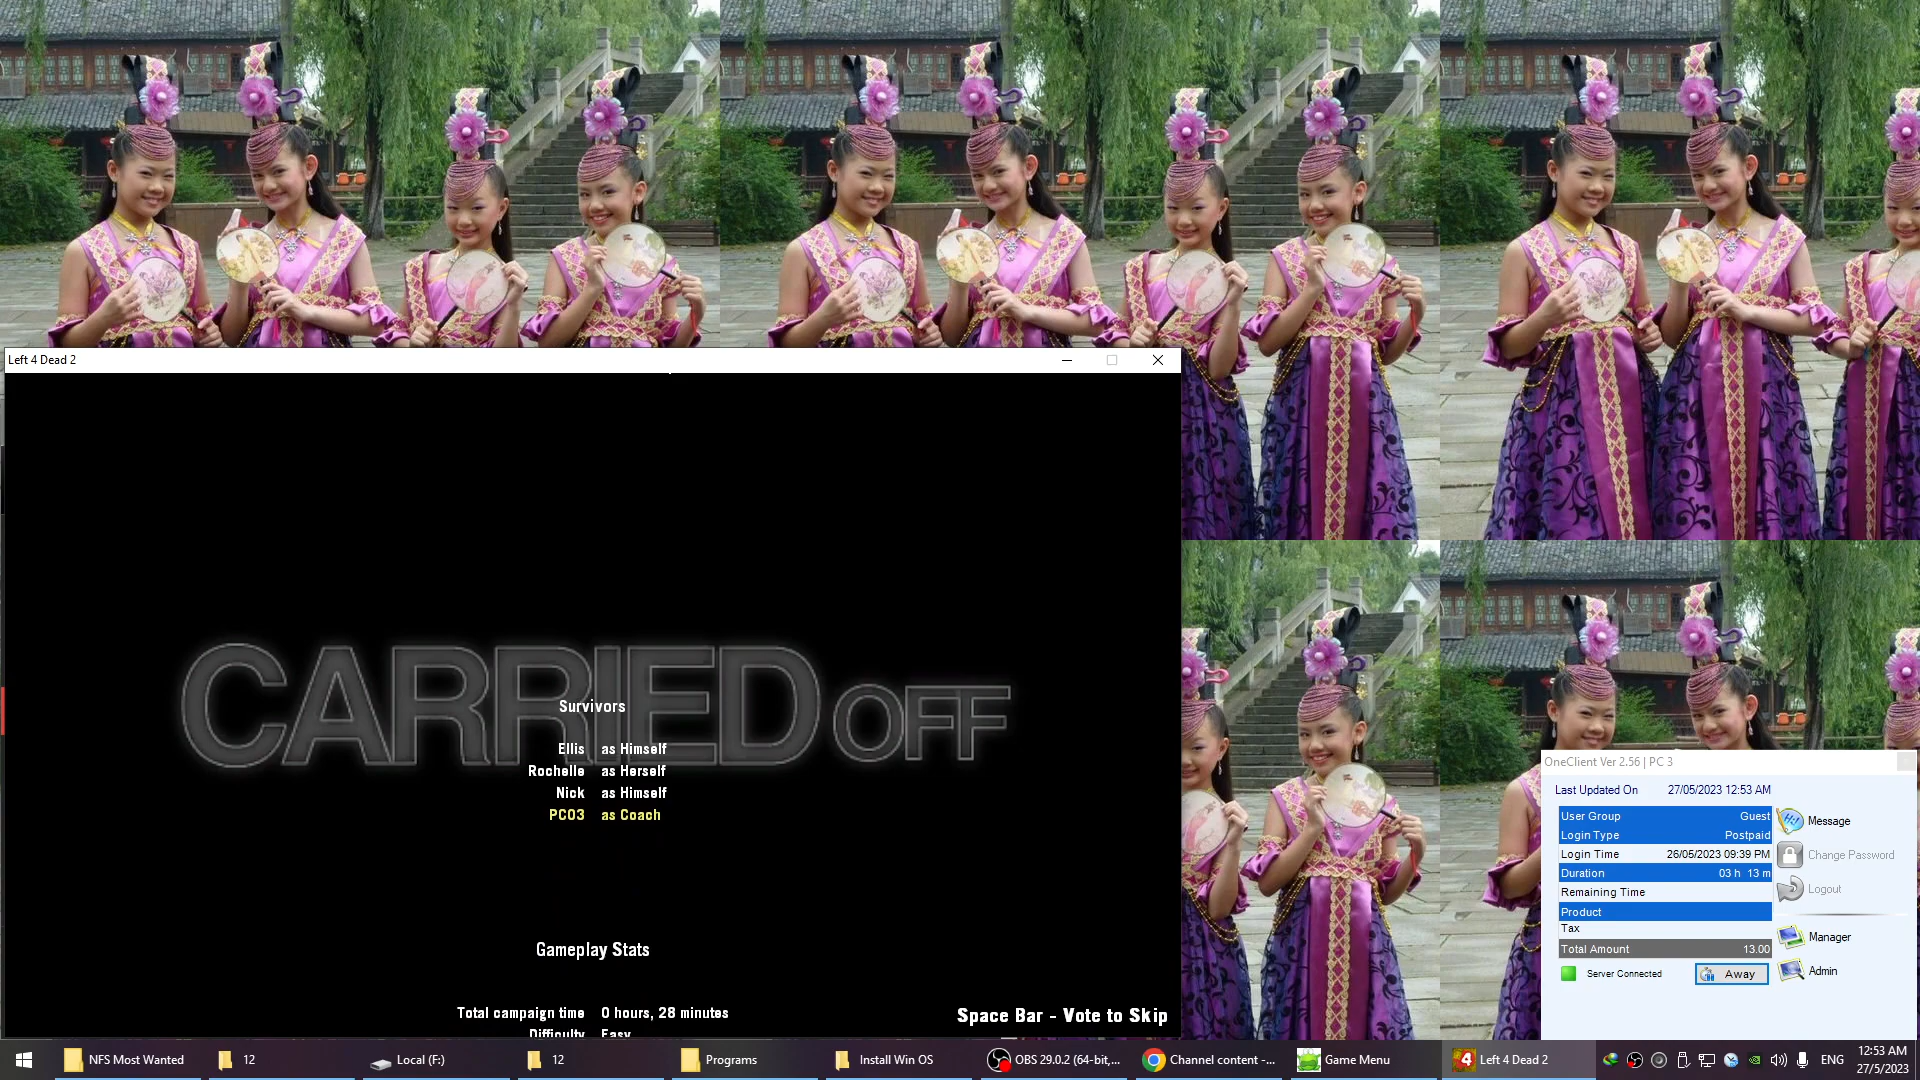 Left 4 Dead 2
CARRIED OFF
Survivors
Ellis as Himself
Rochelle as Herself
Nick as Himself
PC03 as Coach
Gameplay Stats
Total campaign time 0 hours, 28 minutes
Difficulty Easy
Space Bar - Vote to Skip
OneClient Ver 2.56 | PC 3
Last Updated On 27/05/2023 12:53 AM
User Group Guest
Login Type Postpaid
Login Time 26/05/2023 09:39 PM
Duration 03 h 13 m
Remaining Time
Product
Tax
Total Amount 13.00
Server Connected
Away
Message
Change Password
Logout
Manager
Admin
NFS Most Wanted
12
Local (F:)
12
Programs
Install Win OS
OBS 29.0.2 (64-bit,...
Channel content -...
Game Menu
Left 4 Dead 2
ENG
12:53 AM
27/5/2023